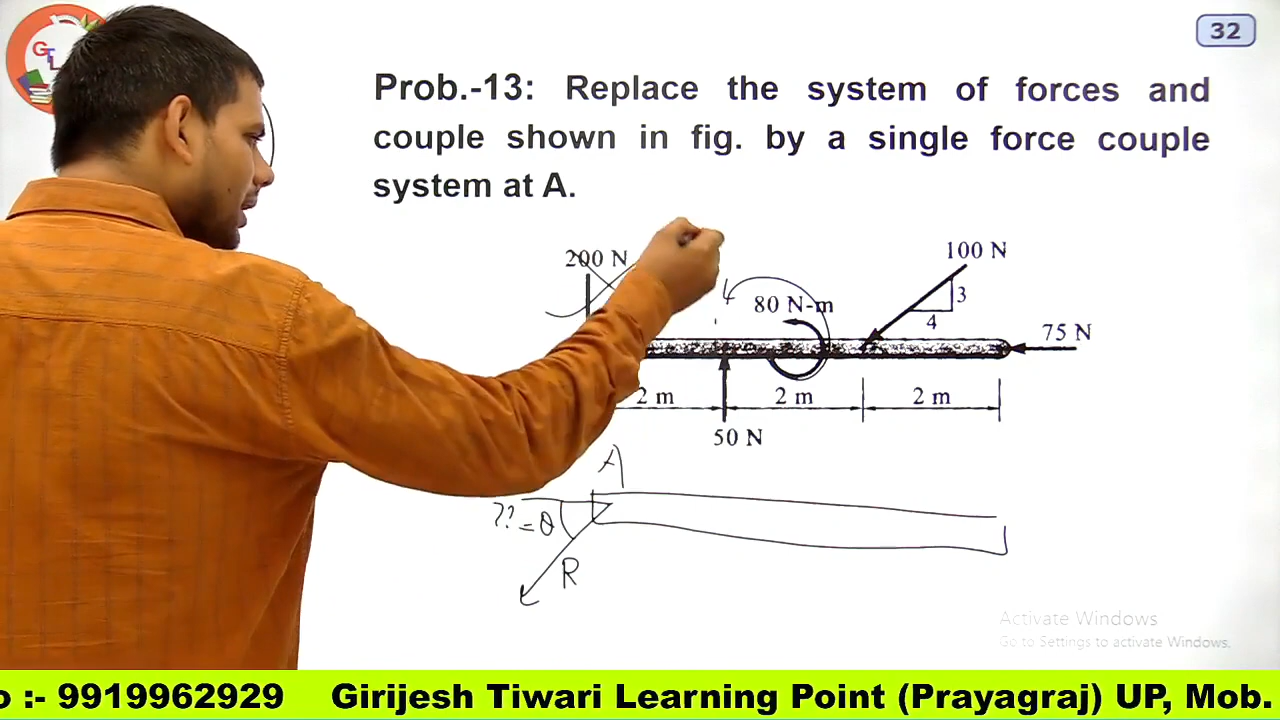 32
GTL
Prob.-13: Replace the system of forces and
couple shown in fig. by a single force couple
system at A.
200 N
100 N
80 N-m
3
4
75 N
2 m
2 m
2 m
50 N
A
?? = θ
R
Activate Windows
Go to Settings to activate Windows.
:- 9919962929 Girijesh Tiwari Learning Point (Prayagraj) UP, Mob.